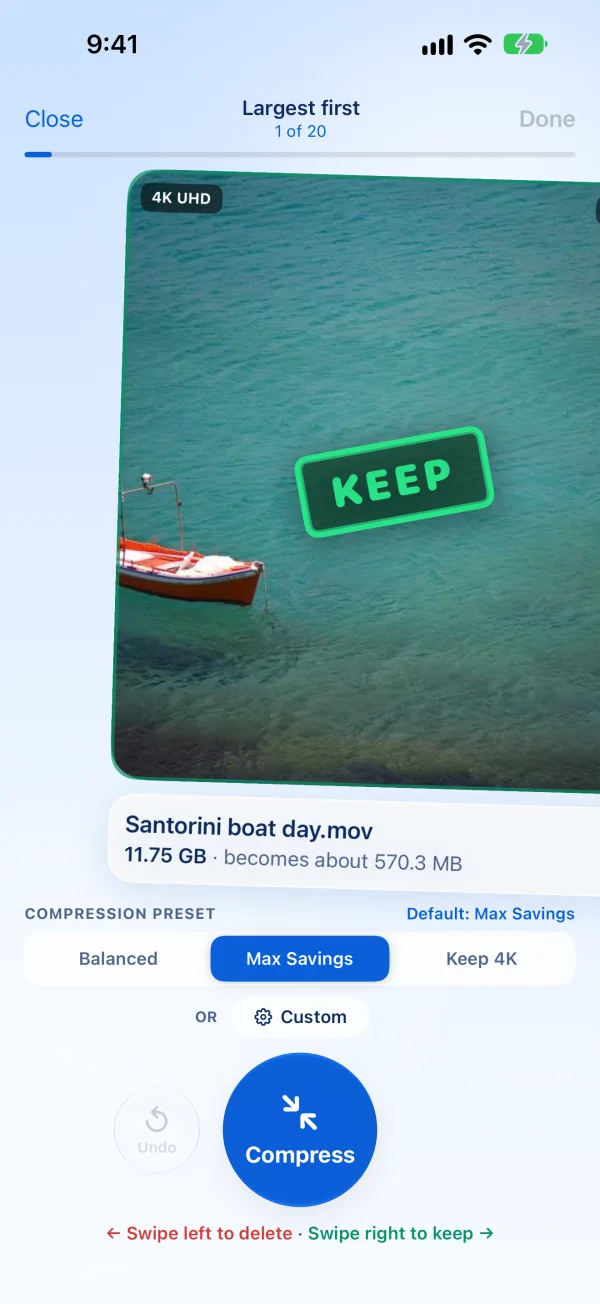 9:41
Close
Largest first
1 of 20
Done
4K UHD
KEEP
Santorini boat day.mov
11.75 GB · becomes about 570.3 MB
COMPRESSION PRESET
Default: Max Savings
Balanced
Max Savings
Keep 4K
OR
Custom
Undo
Compress
← Swipe left to delete · Swipe right to keep →